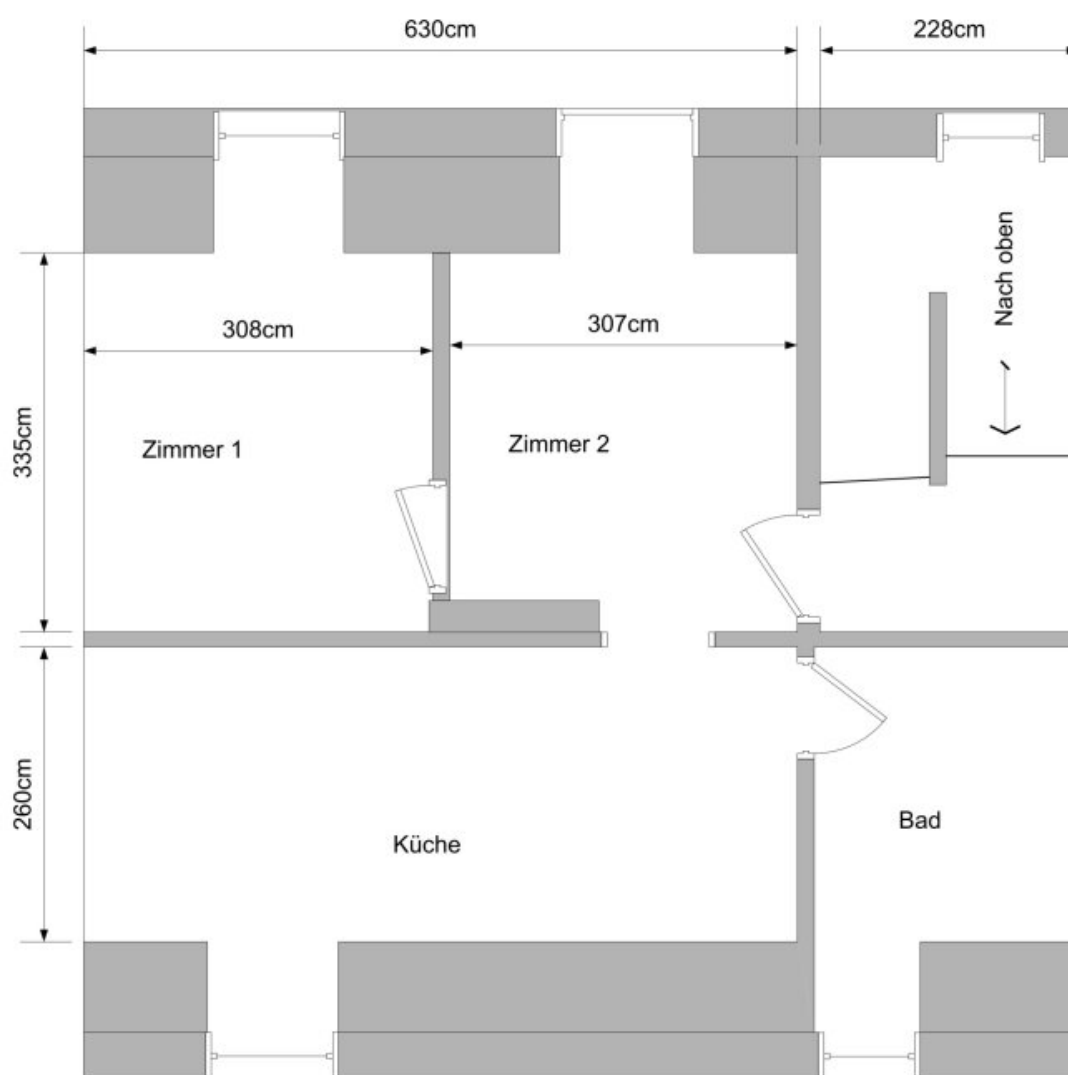 630cm
228cm
Nach oben
308cm
307cm
335cm
Zimmer 1
Zimmer 2
260cm
Küche
Bad